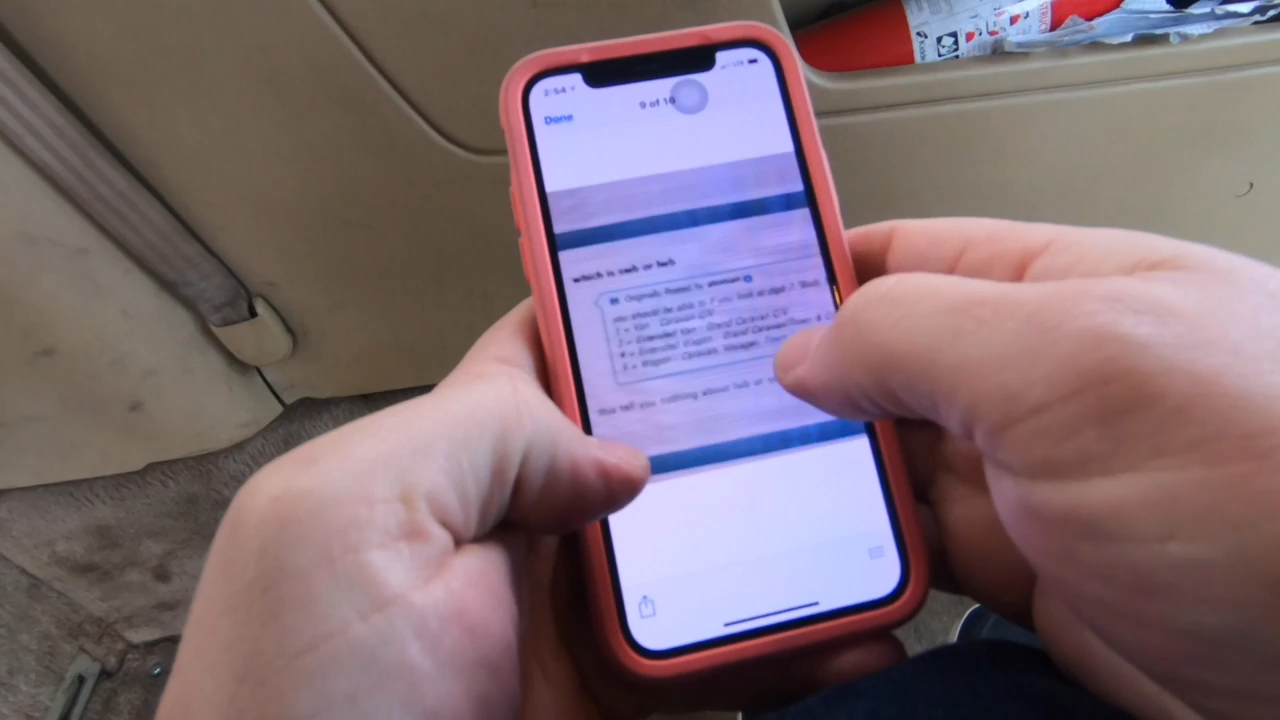 2:54
LTE
9 of 10
Done
which is swb or lwb
Originally Posted by
you should be able to if you look at digit 7.
1 = Van - Caravan C/V
2 = Extended Van - Grand Caravan C/V
4 = Extended Wagon - Grand Caravan/Town &
5 = Wagon - Caravan, Voyager, Town
this tell you nothing about lwb or